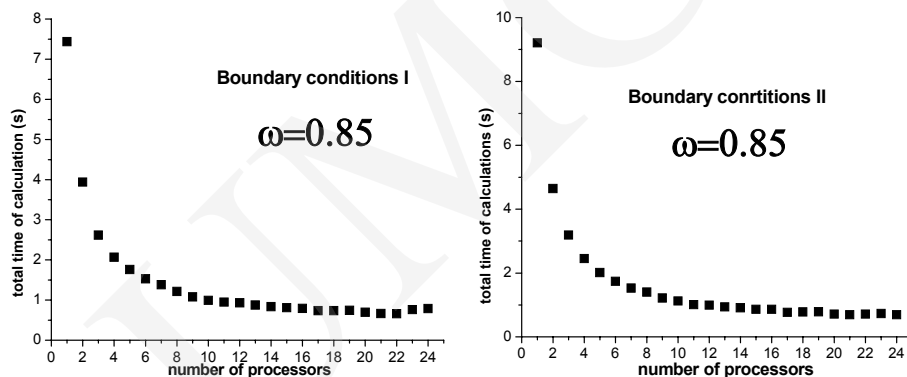 8
7
6
5
4
3
2
1
0
total time of calculation (s)
Boundary conditions I
ω=0.85
0 2 4 6 8 10 12 14 16 18 20 22 24
number of processors
10
8
6
4
2
0
total time of calculations (s)
Boundary conrtitions II
ω=0.85
0 2 4 6 8 10 12 14 16 18 20 22 24
number of processors